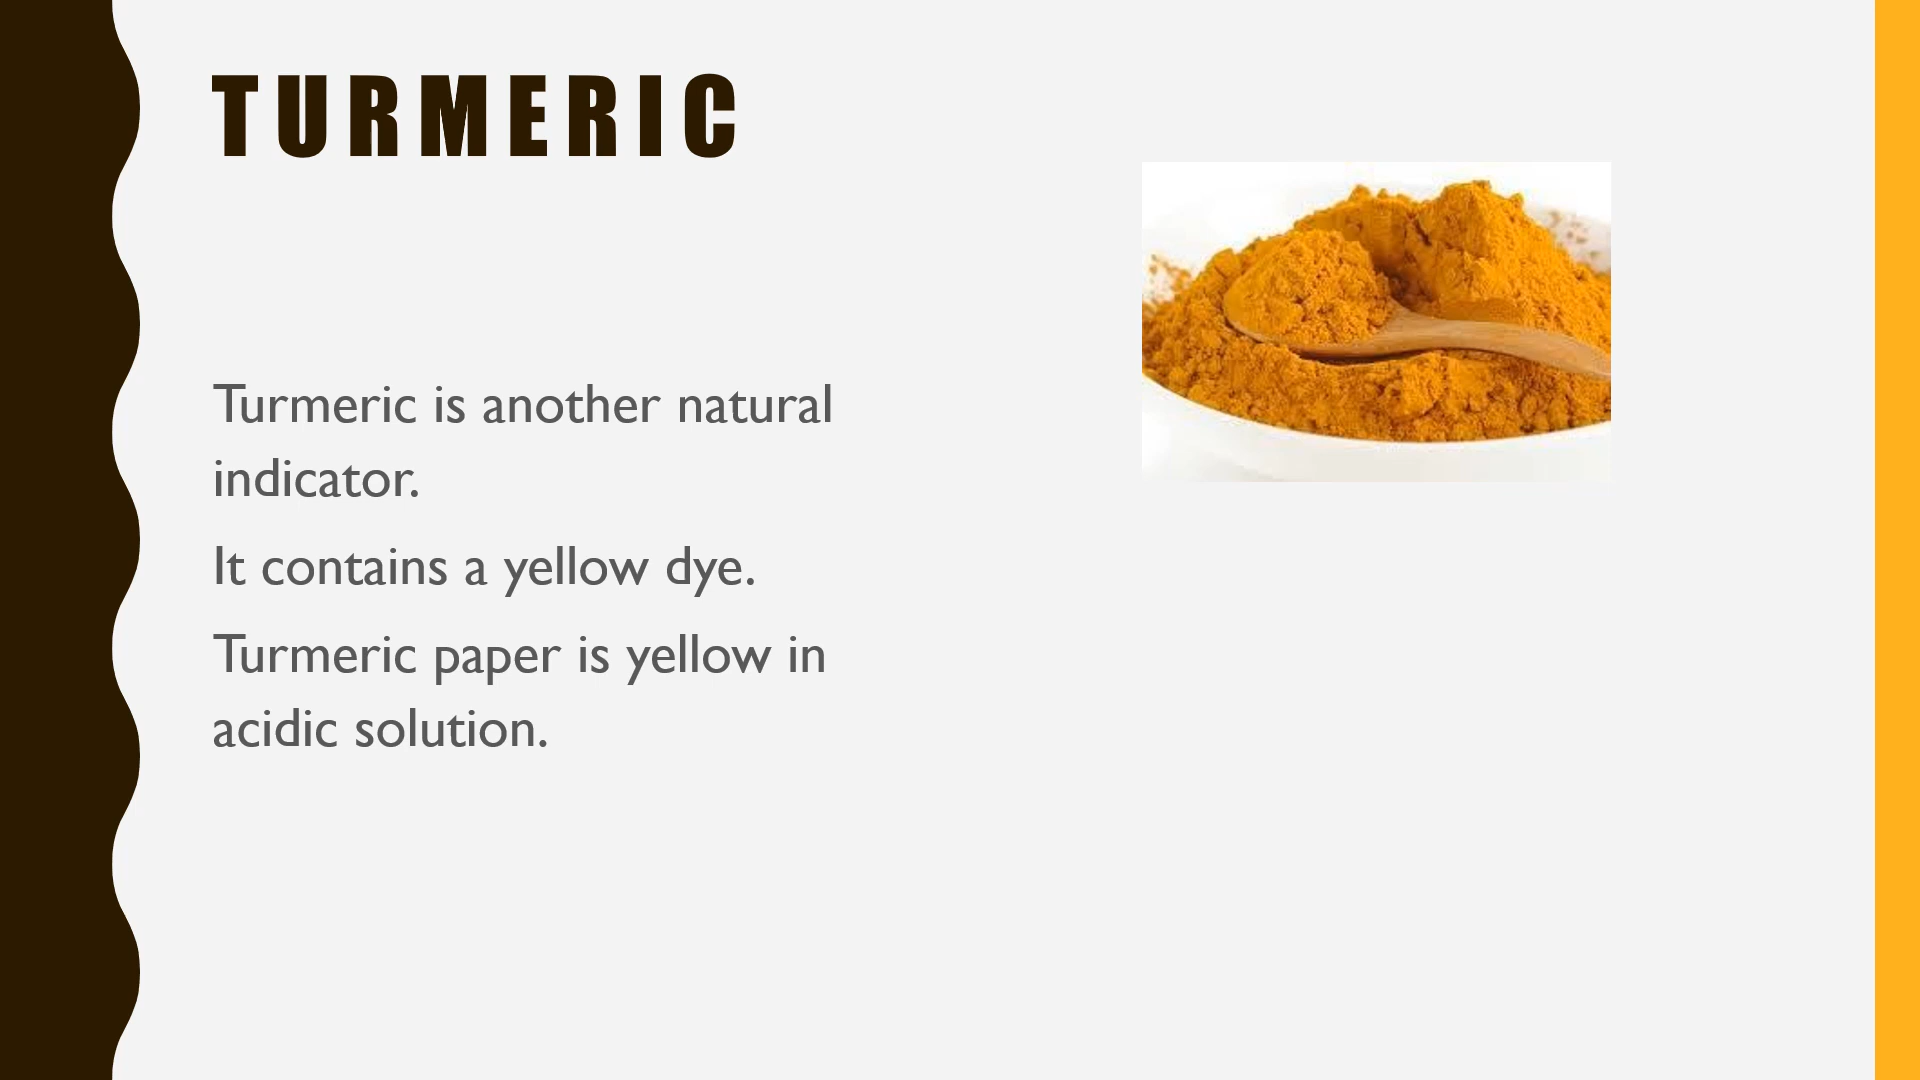 TURMERIC
Turmeric is another natural
indicator.
It contains a yellow dye.
Turmeric paper is yellow in
acidic solution.